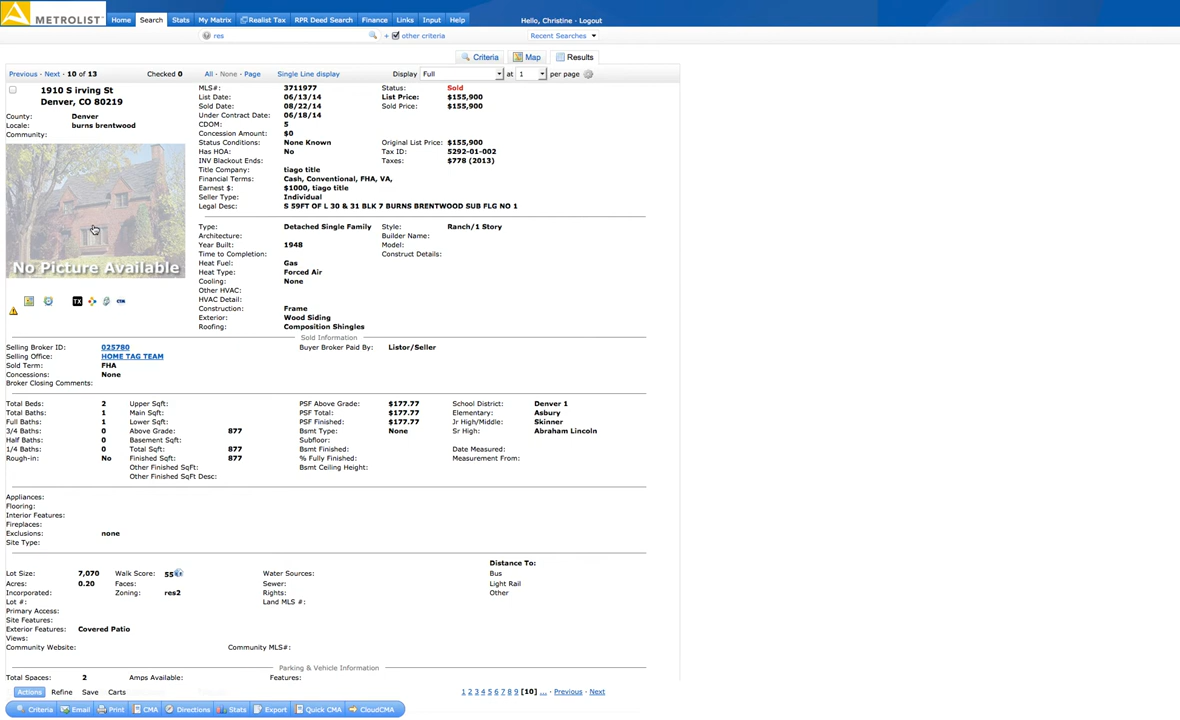 METROLIST™
Home Search Stats My Matrix Realist Tax RPR Deed Search Finance Links Input Help
Hello, Christine - Logout
res + other criteria Recent Searches
Criteria Map Results
Previous · Next · 10 of 13 Checked 0 All · None · Page Single Line display Display Full at 1 per page
1910 S irving St
Denver, CO 80219
County: Denver
Locale: burns brentwood
Community:
No Picture Available
TX
CTM
MLS#: 3711977 Status: Sold
List Date: 06/13/14 List Price: $155,900
Sold Date: 08/22/14 Sold Price: $155,900
Under Contract Date: 06/18/14
CDOM: 5
Concession Amount: $0
Status Conditions: None Known Original List Price: $155,900
Has HOA: No Tax ID: 5292-01-002
INV Blackout Ends: Taxes: $778 (2013)
Title Company: tiago title
Financial Terms: Cash, Conventional, FHA, VA,
Earnest $: $1000, tiago title
Seller Type: Individual
Legal Desc: S 59FT OF L 30 & 31 BLK 7 BURNS BRENTWOOD SUB FLG NO 1
Type: Detached Single Family Style: Ranch/1 Story
Architecture: Builder Name:
Year Built: 1948 Model:
Time to Completion: Construct Details:
Heat Fuel: Gas
Heat Type: Forced Air
Cooling: None
Other HVAC:
HVAC Detail:
Construction: Frame
Exterior: Wood Siding
Roofing: Composition Shingles
Sold Information
Selling Broker ID: 025780 Buyer Broker Paid By: Listor/Seller
Selling Office: HOME TAG TEAM
Sold Term: FHA
Concessions: None
Broker Closing Comments:
Total Beds: 2 Upper Sqft: PSF Above Grade: $177.77 School District: Denver 1
Total Baths: 1 Main Sqft: PSF Total: $177.77 Elementary: Asbury
Full Baths: 1 Lower Sqft: PSF Finished: $177.77 Jr High/Middle: Skinner
3/4 Baths: 0 Above Grade: 877 Bsmt Type: None Sr High: Abraham Lincoln
Half Baths: 0 Basement Sqft: Subfloor:
1/4 Baths: 0 Total Sqft: 877 Bsmt Finished: Date Measured:
Rough-in: No Finished Sqft: 877 % Fully Finished: Measurement From:
Other Finished SqFt: Bsmt Ceiling Height:
Other Finished SqFt Desc:
Appliances:
Flooring:
Interior Features:
Fireplaces:
Exclusions: none
Site Type:
Distance To:
Lot Size: 7,070 Walk Score: 55 Water Sources: Bus
Acres: 0.20 Faces: Sewer: Light Rail
Incorporated: Zoning: res2 Rights: Other
Lot #: Land MLS #:
Primary Access:
Site Features:
Exterior Features: Covered Patio
Views:
Community Website: Community MLS#:
Parking & Vehicle Information
Total Spaces: 2 Amps Available: Features:
Actions Refine Save Carts 1 2 3 4 5 6 7 8 9 [10] ... · Previous · Next
Criteria Email Print CMA Directions Stats Export Quick CMA CloudCMA